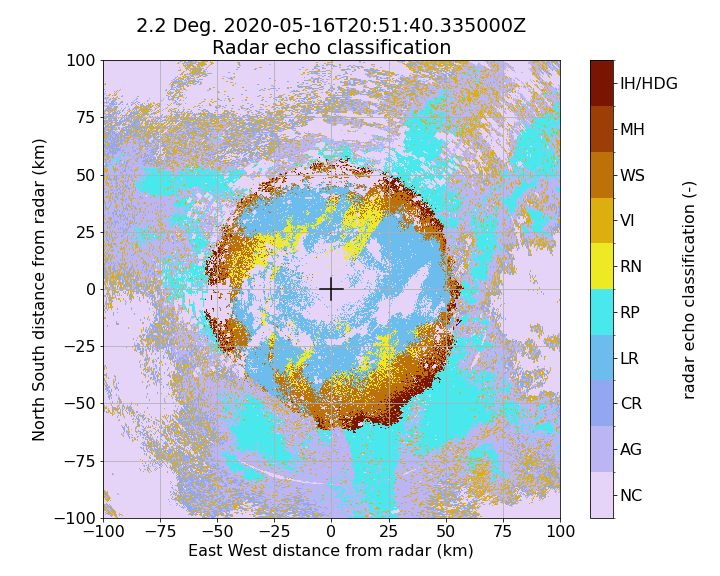 2.2 Deg. 2020-05-16T20:51:40.335000Z
Radar echo classification
100
75
50
25
0
−25
−50
−75
−100
North South distance from radar (km)
−100 −75 −50 −25 0 25 50 75 100
East West distance from radar (km)
IH/HDG
MH
WS
VI
RN
RP
LR
CR
AG
NC
radar echo classification (-)